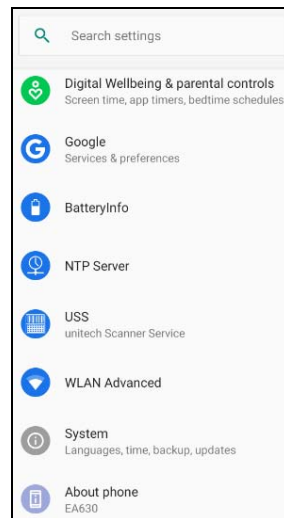 Search settings
Digital Wellbeing & parental controls
Screen time, app timers, bedtime schedules
Google
Services & preferences
BatteryInfo
NTP Server
USS
unitech Scanner Service
WLAN Advanced
System
Languages, time, backup, updates
About phone
EA630